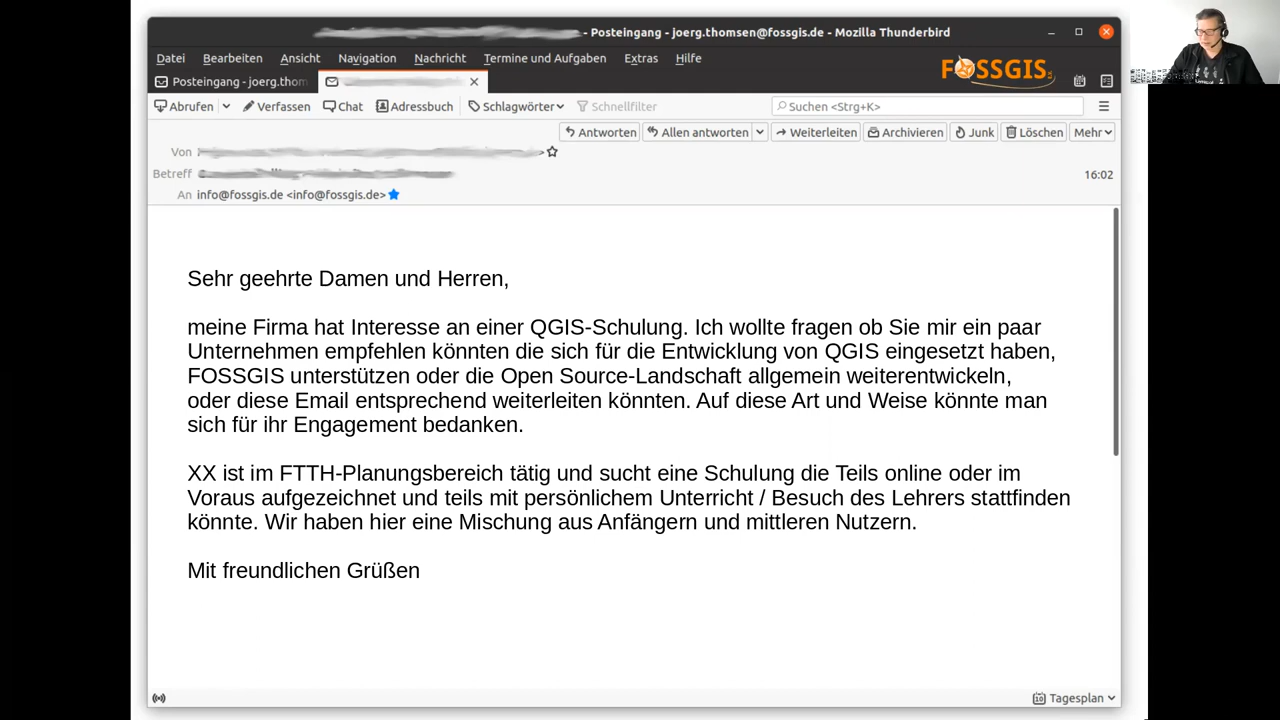 - Posteingang - joerg.thomsen@fossgis.de - Mozilla Thunderbird
Datei Bearbeiten Ansicht Navigation Nachricht Termine und Aufgaben Extras Hilfe
FOSSGIS
Posteingang - joerg.thom
Abrufen Verfassen Chat Adressbuch Schlagwörter Schnellfilter Suchen <Strg+K>
Antworten Allen antworten Weiterleiten Archivieren Junk Löschen Mehr
Von >
Betreff 16:02
An info@fossgis.de <info@fossgis.de>
Sehr geehrte Damen und Herren,
meine Firma hat Interesse an einer QGIS-Schulung. Ich wollte fragen ob Sie mir ein paar
Unternehmen empfehlen könnten die sich für die Entwicklung von QGIS eingesetzt haben,
FOSSGIS unterstützen oder die Open Source-Landschaft allgemein weiterentwickeln,
oder diese Email entsprechend weiterleiten könnten. Auf diese Art und Weise könnte man
sich für ihr Engagement bedanken.
XX ist im FTTH-Planungsbereich tätig und sucht eine Schulung die Teils online oder im
Voraus aufgezeichnet und teils mit persönlichem Unterricht / Besuch des Lehrers stattfinden
könnte. Wir haben hier eine Mischung aus Anfängern und mittleren Nutzern.
Mit freundlichen Grüßen
Tagesplan